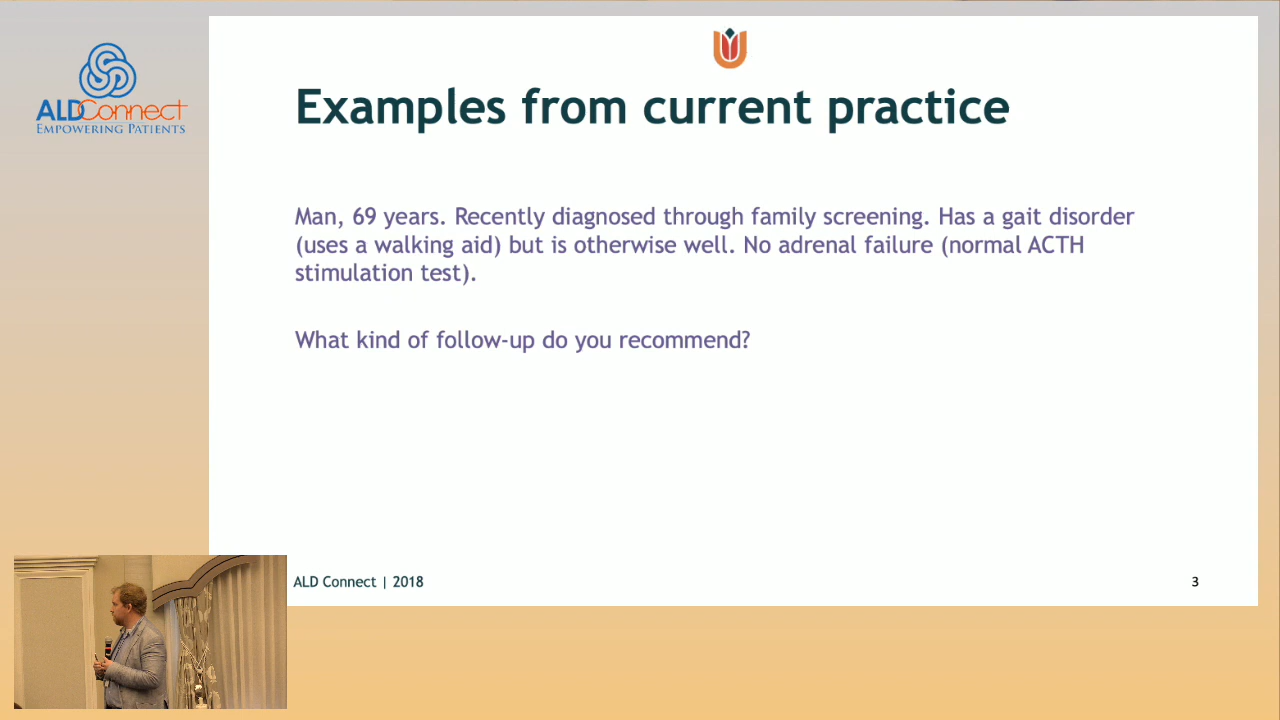 ALDConnect
EMPOWERING PATIENTS
Examples from current practice
Man, 69 years. Recently diagnosed through family screening. Has a gait disorder
(uses a walking aid) but is otherwise well. No adrenal failure (normal ACTH
stimulation test).
What kind of follow-up do you recommend?
ALD Connect | 2018
3